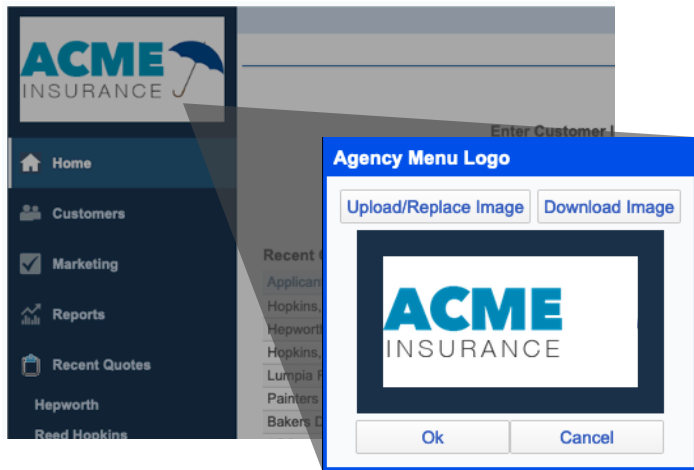 ACME
INSURANCE
Enter Customer I
Home
Customers
Marketing
Reports
Recent Quotes
Hepworth
Reed Hopkins
Recent
Applican
Hopkins,
Hepworth
Hopkins,
Lumpia
Painters
Bakers
Agency Menu Logo
Upload/Replace Image Download Image
ACME
INSURANCE
Ok Cancel